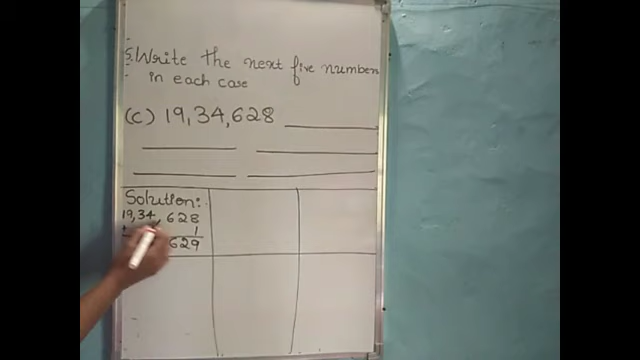 5. Write the next five numbers
in each case
(C) 19,34,628
Solution:
19,34,628
+ 1
629